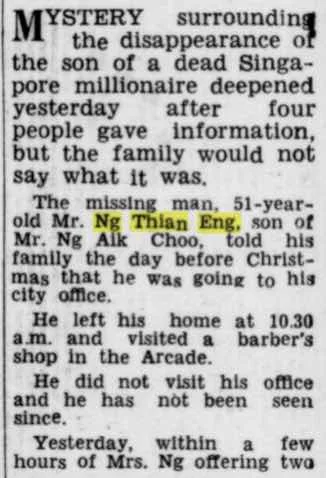 MYSTERY surrounding
the disappearance of
the son of a dead Singa-
pore millionaire deepened
yesterday after four
people gave information,
but the family would not
say what it was.
The missing man, 51-year-
old Mr. Ng Thian Eng, son of
Mr. Ng Aik Choo, told his
family the day before Christ-
mas that he was going to his
city office.
He left his home at 10.30
a.m. and visited a barber's
shop in the Arcade.
He did not visit his office
and he has not been seen
since.
Yesterday, within a few
hours of Mrs. Ng offering two